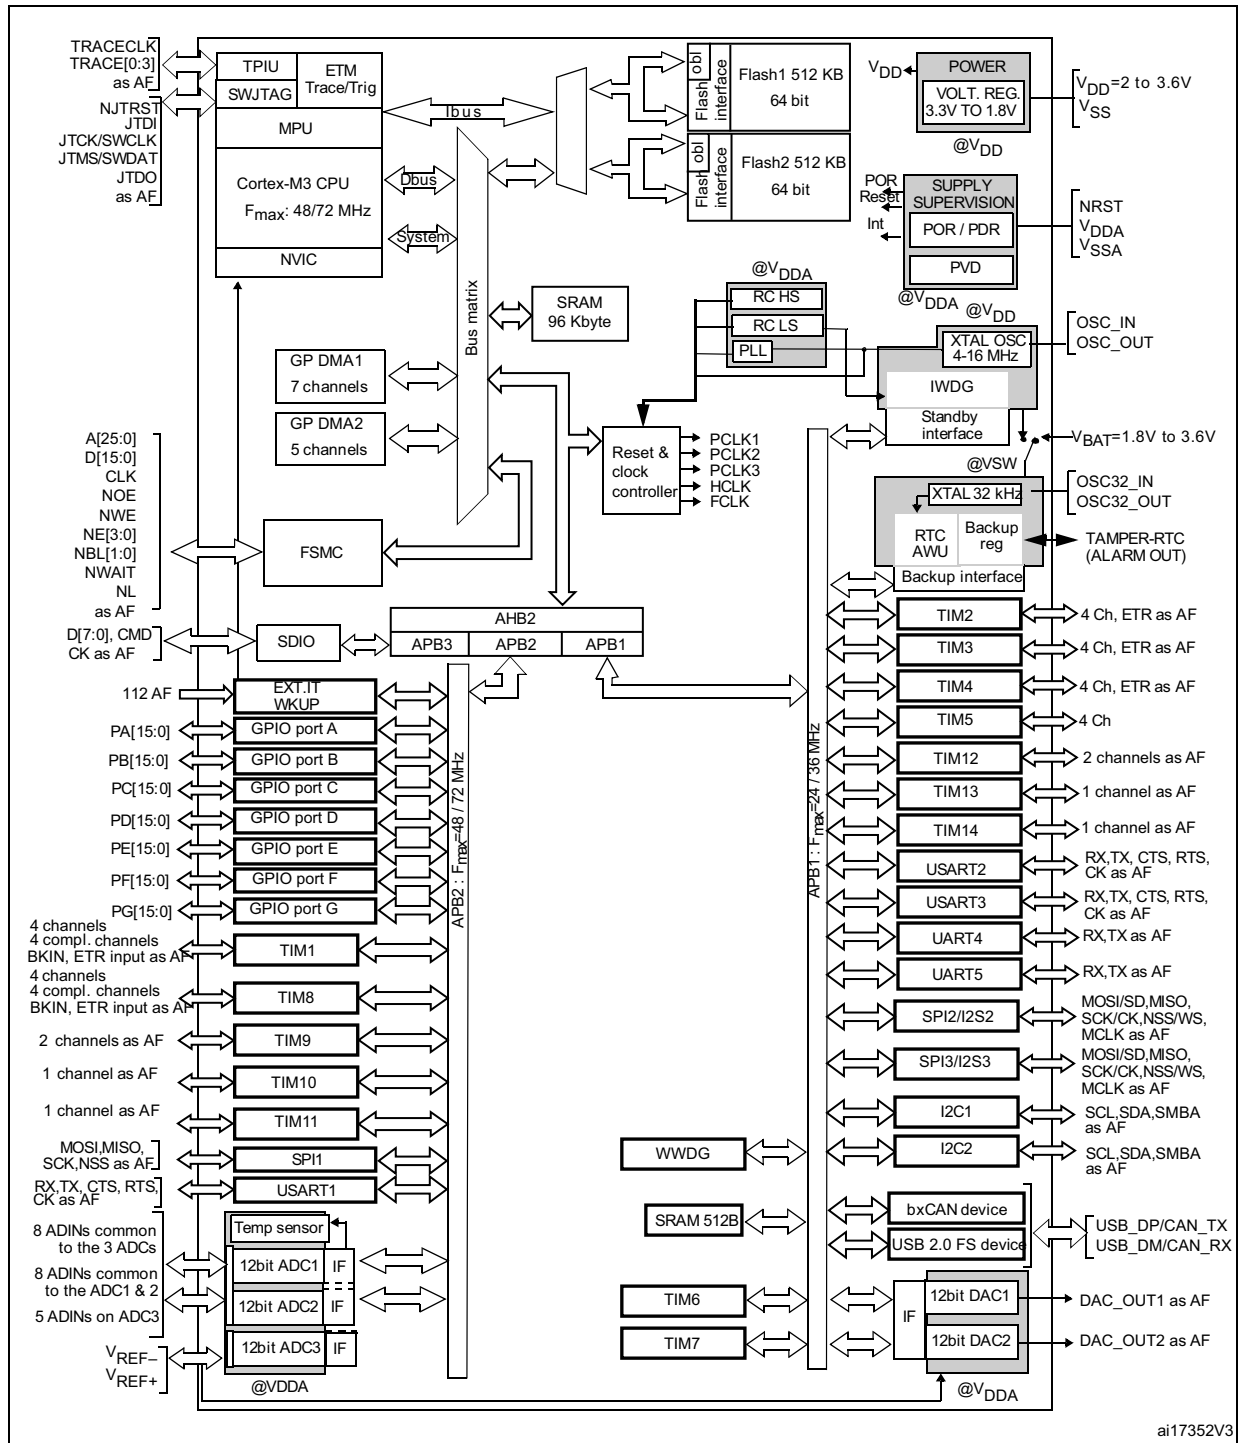 TRACECLK
TRACE[0:3]
as AF
NJTRST
JTDI
JTCK/SWCLK
JTMS/SWDAT
JTDO
as AF
TPIU
SWJTAG
ETM
Trace/Trig
MPU
Cortex-M3 CPU
Fmax: 48/72 MHz
NVIC
Ibus
Dbus
System
Bus matrix
Flash1 512 KB
64 bit
obl
Flash
interface
Flash2 512 KB
64 bit
obl
Flash
interface
VDD
POWER
VOLT. REG.
3.3V TO 1.8V
@VDD
VDD=2 to 3.6V
VSS
POR
Reset
Int
SUPPLY
SUPERVISION
POR / PDR
PVD
@VDDA
NRST
VDDA
VSSA
@VDDA
RC HS
RC LS
PLL
@VDD
XTAL OSC
4-16 MHz
IWDG
Standby
interface
OSC_IN
OSC_OUT
VBAT=1.8V to 3.6V
@VSW
XTAL 32 kHz
RTC
AWU
Backup
reg
Backup interface
OSC32_IN
OSC32_OUT
TAMPER-RTC
(ALARM OUT)
SRAM
96 Kbyte
GP DMA1
7 channels
GP DMA2
5 channels
Reset &
clock
controller
PCLK1
PCLK2
PCLK3
HCLK
FCLK
A[25:0]
D[15:0]
CLK
NOE
NWE
NE[3:0]
NBL[1:0]
NWAIT
NL
as AF
FSMC
D[7:0], CMD
CK as AF
SDIO
AHB2
APB3
APB2
APB1
112 AF
EXT.IT
WKUP
PA[15:0]
GPIO port A
PB[15:0]
GPIO port B
PC[15:0]
GPIO port C
PD[15:0]
GPIO port D
PE[15:0]
GPIO port E
PF[15:0]
GPIO port F
PG[15:0]
GPIO port G
4 channels
4 compl. channels
BKIN, ETR input as AF
TIM1
4 channels
4 compl. channels
BKIN, ETR input as AF
TIM8
2 channels as AF
TIM9
1 channel as AF
TIM10
1 channel as AF
TIM11
MOSI,MISO,
SCK,NSS as AF
SPI1
RX,TX, CTS, RTS,
CK as AF
USART1
8 ADINs common
to the 3 ADCs
8 ADINs common
to the ADC1 & 2
5 ADINs on ADC3
Temp sensor
12bit ADC1
IF
12bit ADC2
IF
12bit ADC3
IF
VREF–
VREF+
@VDDA
APB2 : Fmax=48 / 72 MHz
APB1 : Fmax=24 / 36 MHz
WWDG
SRAM 512B
TIM6
TIM7
TIM2
4 Ch, ETR as AF
TIM3
4 Ch, ETR as AF
TIM4
4 Ch, ETR as AF
TIM5
4 Ch
TIM12
2 channels as AF
TIM13
1 channel as AF
TIM14
1 channel as AF
USART2
RX,TX, CTS, RTS,
CK as AF
USART3
RX,TX, CTS, RTS,
CK as AF
UART4
RX,TX as AF
UART5
RX,TX as AF
SPI2/I2S2
MOSI/SD,MISO,
SCK/CK,NSS/WS,
MCLK as AF
SPI3/I2S3
MOSI/SD,MISO,
SCK/CK,NSS/WS,
MCLK as AF
I2C1
SCL,SDA,SMBA
as AF
I2C2
SCL,SDA,SMBA
as AF
bxCAN device
USB 2.0 FS device
USB_DP/CAN_TX
USB_DM/CAN_RX
IF
12bit DAC1
DAC_OUT1 as AF
12bit DAC2
DAC_OUT2 as AF
@VDDA
ai17352V3